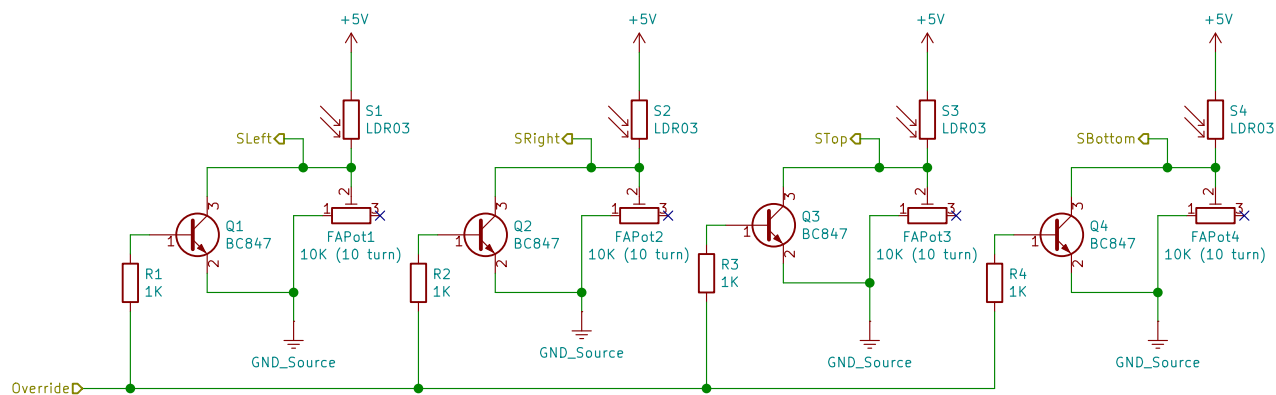 +5V
+5V
+5V
+5V
S1
LDR03
S2
LDR03
S3
LDR03
S4
LDR03
SLeft
SRight
STop
SBottom
3
2
1
3
Q1
BC847
1
2
FAPot1
10K (10 turn)
R1
1K
GND_Source
3
2
1
3
Q2
BC847
1
2
FAPot2
10K (10 turn)
R2
1K
GND_Source
3
2
1
3
Q3
BC847
1
2
FAPot3
10K (10 turn)
R3
1K
GND_Source
3
2
1
3
Q4
BC847
1
2
FAPot4
10K (10 turn)
R4
1K
GND_Source
Override